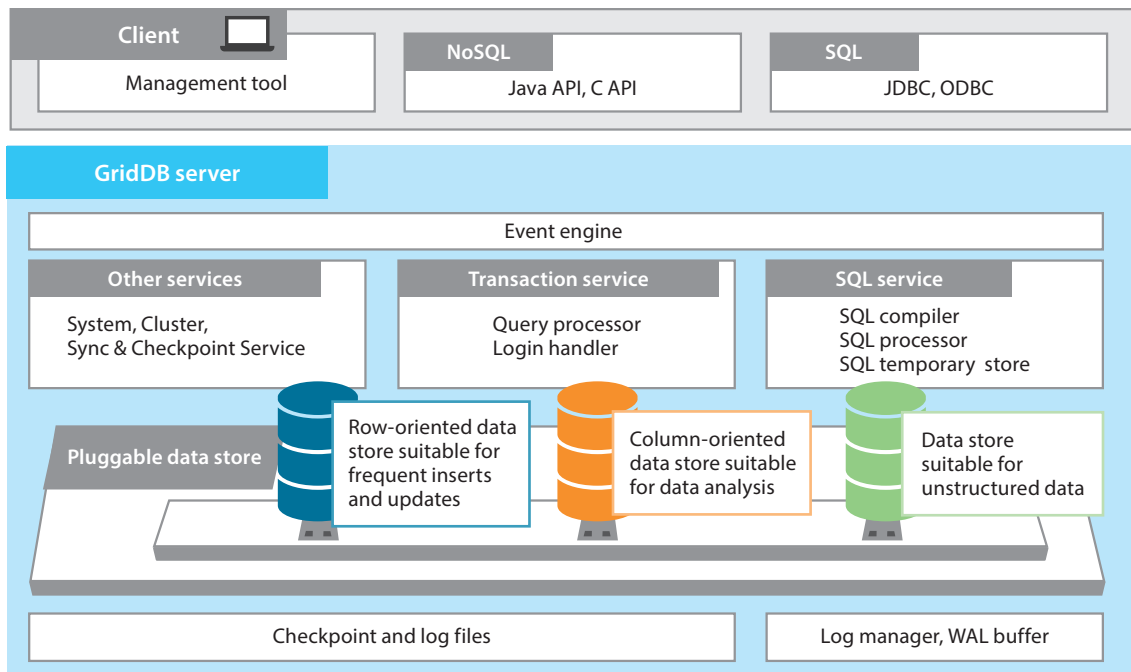 Client
Management tool
NoSQL
Java API, C API
SQL
JDBC, ODBC
GridDB server
Event engine
Other services
System, Cluster,
Sync & Checkpoint Service
Transaction service
Query processor
Login handler
SQL service
SQL compiler
SQL processor
SQL temporary store
Pluggable data store
Row-oriented data
store suitable for
frequent inserts
and updates
Column-oriented
data store suitable
for data analysis
Data store
suitable for
unstructured data
Checkpoint and log files
Log manager, WAL buffer